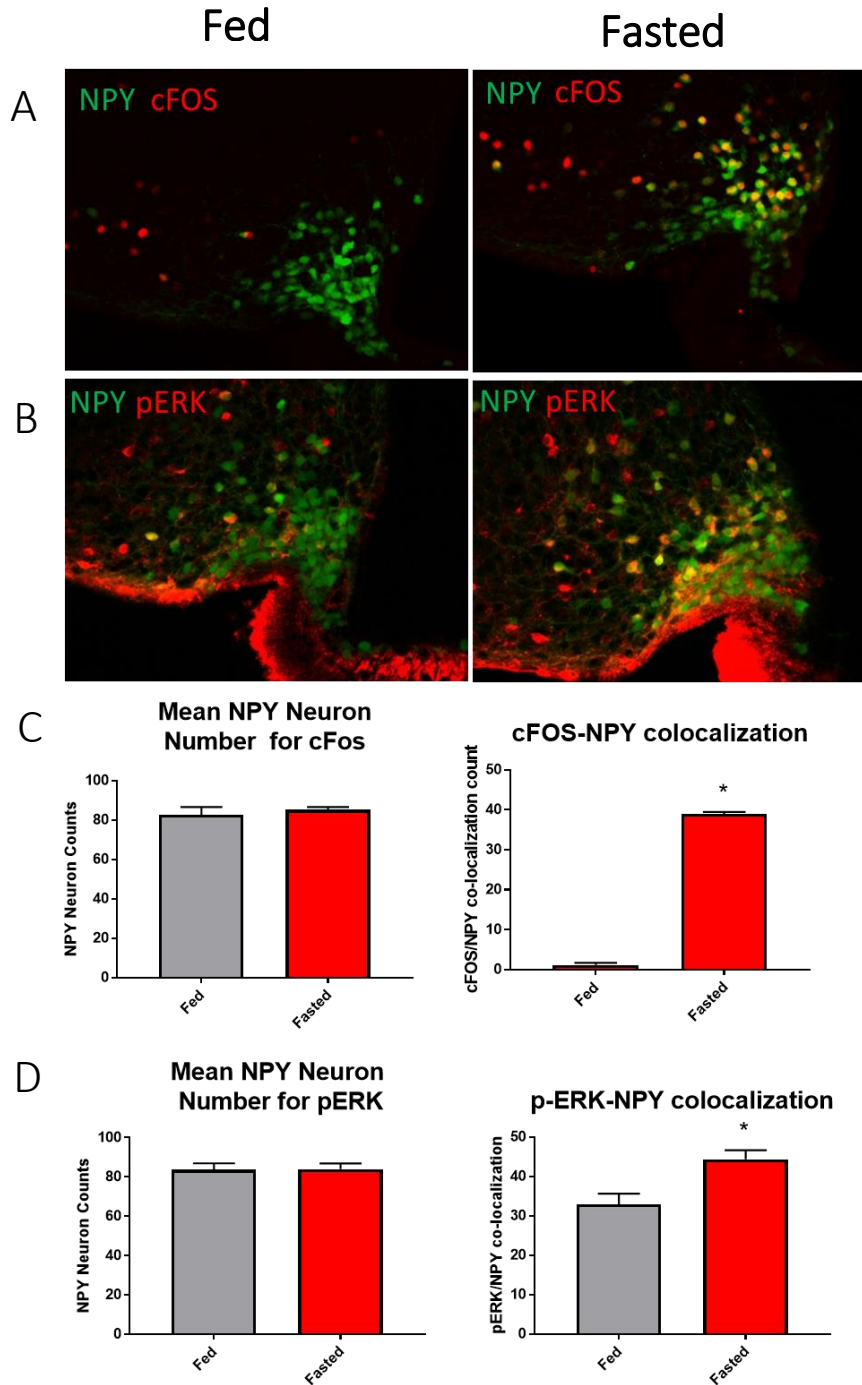 Fed
Fasted
A
NPY cFOS
NPY cFOS
B
NPY pERK
NPY pERK
C
Mean NPY Neuron
Number for cFos
NPY Neuron Counts
100
80
60
40
20
0
Fed
Fasted
cFOS-NPY colocalization
cFOS/NPY co-localization count
50
40
30
20
10
0
*
Fed
Fasted
D
Mean NPY Neuron
Number for pERK
NPY Neuron Counts
100
80
60
40
20
0
Fed
Fasted
p-ERK-NPY colocalization
pERK/NPY co-localization
50
40
30
20
10
0
*
Fed
Fasted